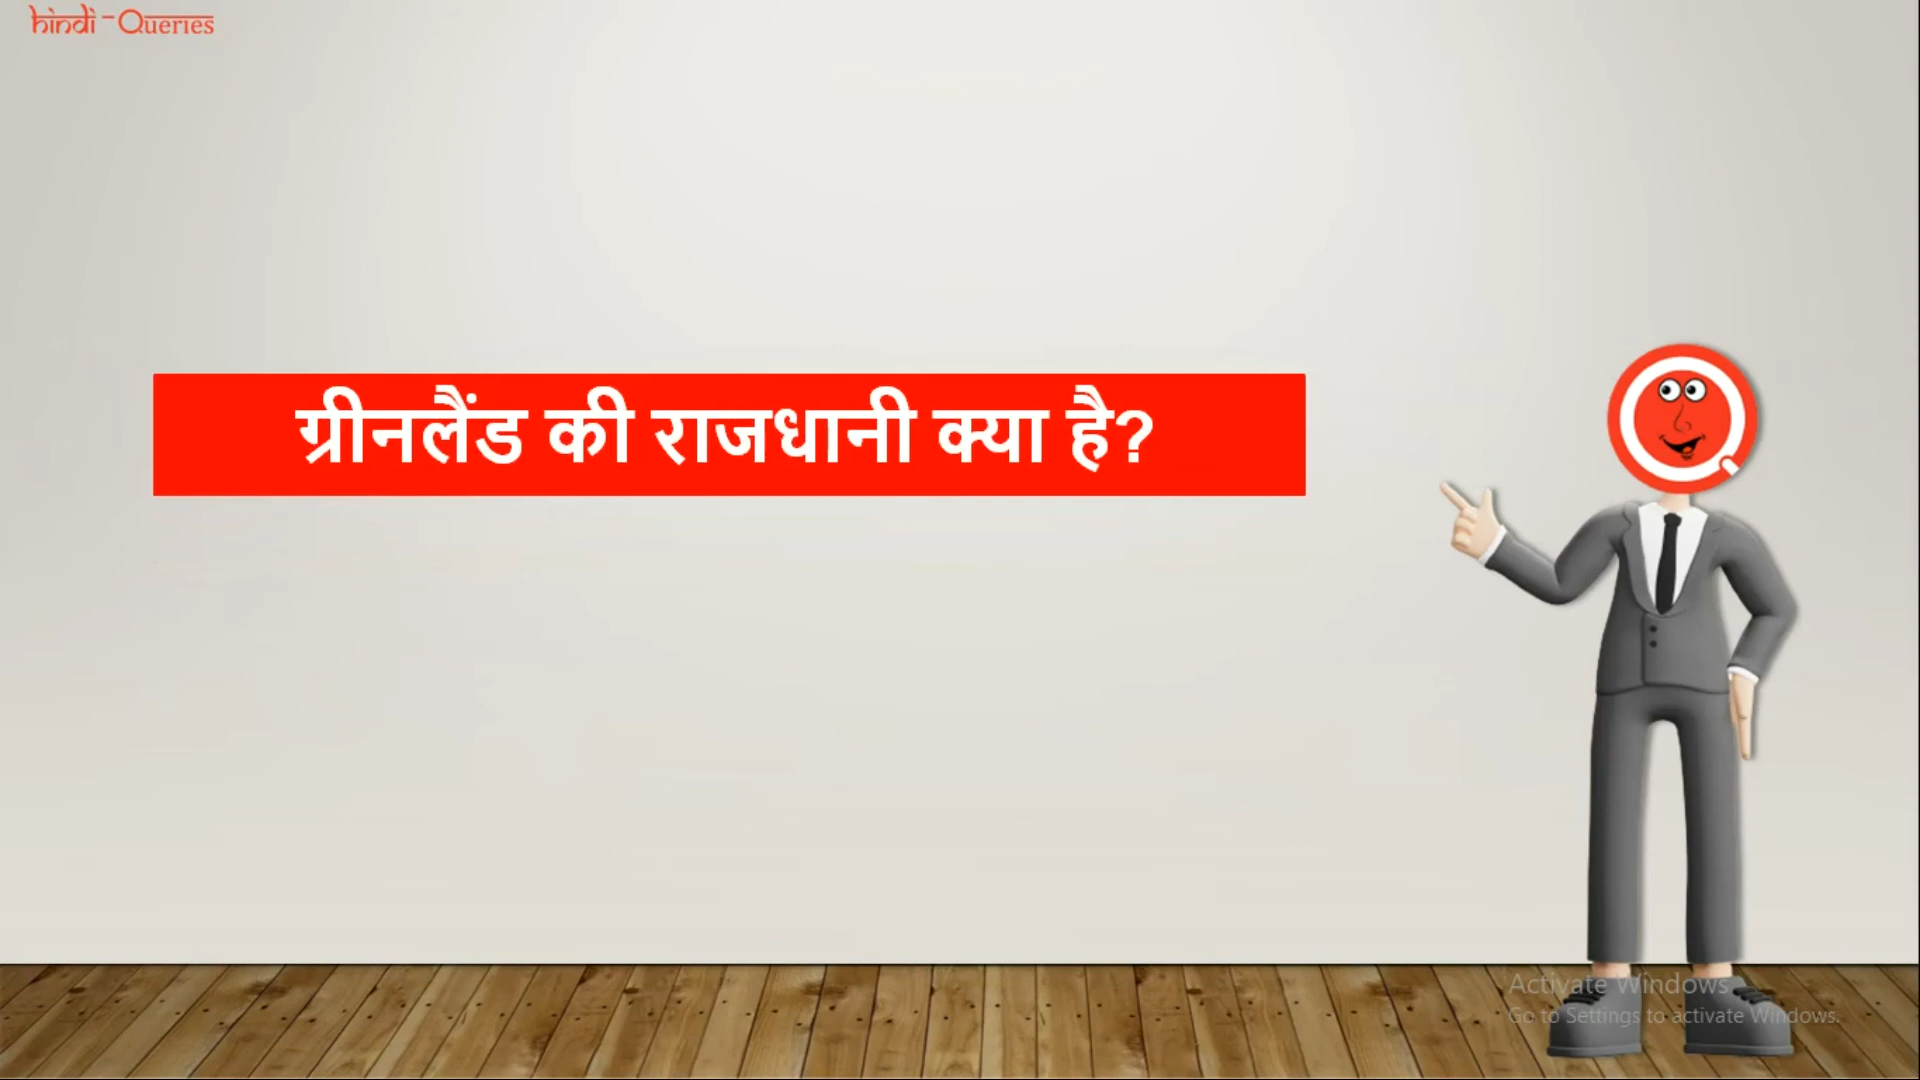 hindi-Queries
ग्रीनलैंड की राजधानी क्या है?
Activate Windows
Go to Settings to activate Windows.